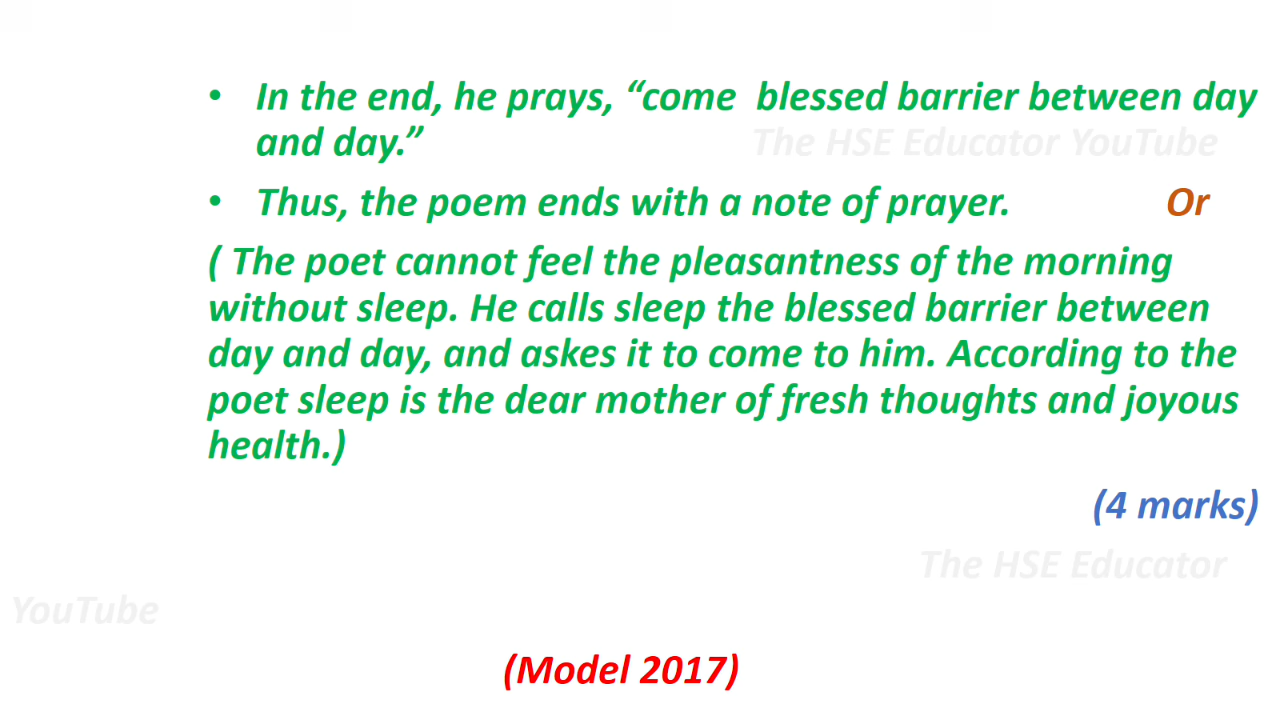 • In the end, he prays, “come blessed barrier between day
and day.”
The HSE Educator YouTube
• Thus, the poem ends with a note of prayer. Or
( The poet cannot feel the pleasantness of the morning
without sleep. He calls sleep the blessed barrier between
day and day, and askes it to come to him. According to the
poet sleep is the dear mother of fresh thoughts and joyous
health.)
(4 marks)
The HSE Educator
YouTube
(Model 2017)